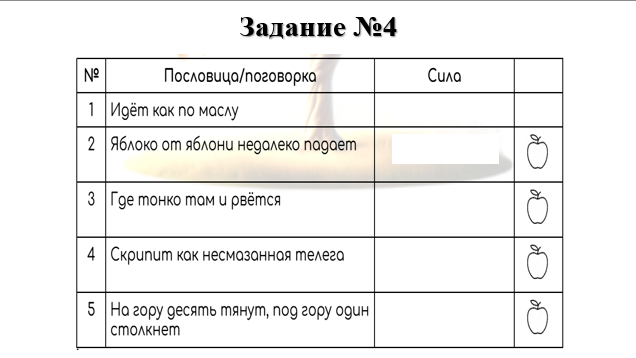 Задание №4
№ Пословица/поговорка Сила
1 Идёт как по маслу
2 Яблоко от яблони недалеко падает
3 Где тонко там и рвётся
4 Скрипит как несмазанная телега
5 На гору десять тянут, под гору один
столкнет